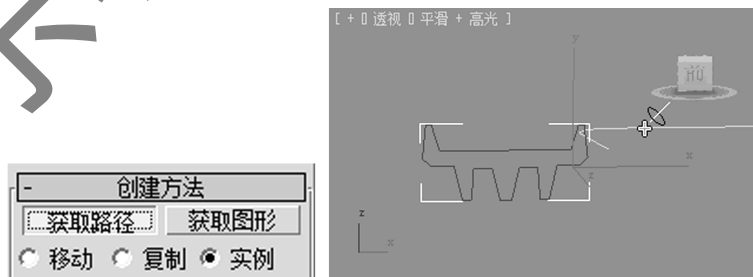 [ + 透视 平滑 + 高光 ]
y
x
z
z
x
- 创建方法
获取路径 获取图形
移动 复制 实例